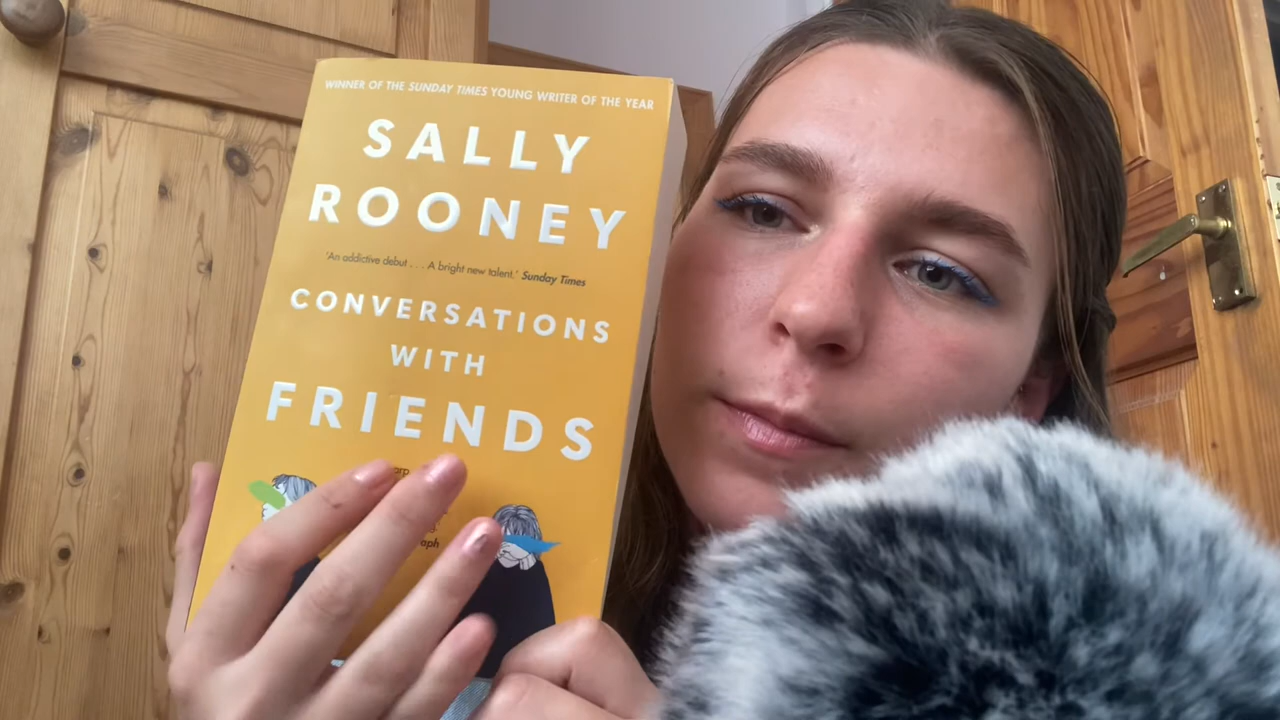 WINNER OF THE SUNDAY TIMES YOUNG WRITER OF THE YEAR
SALLY
ROONEY
'An addictive debut . . . A bright new talent.' Sunday Times
CONVERSATIONS
WITH
FRIENDS